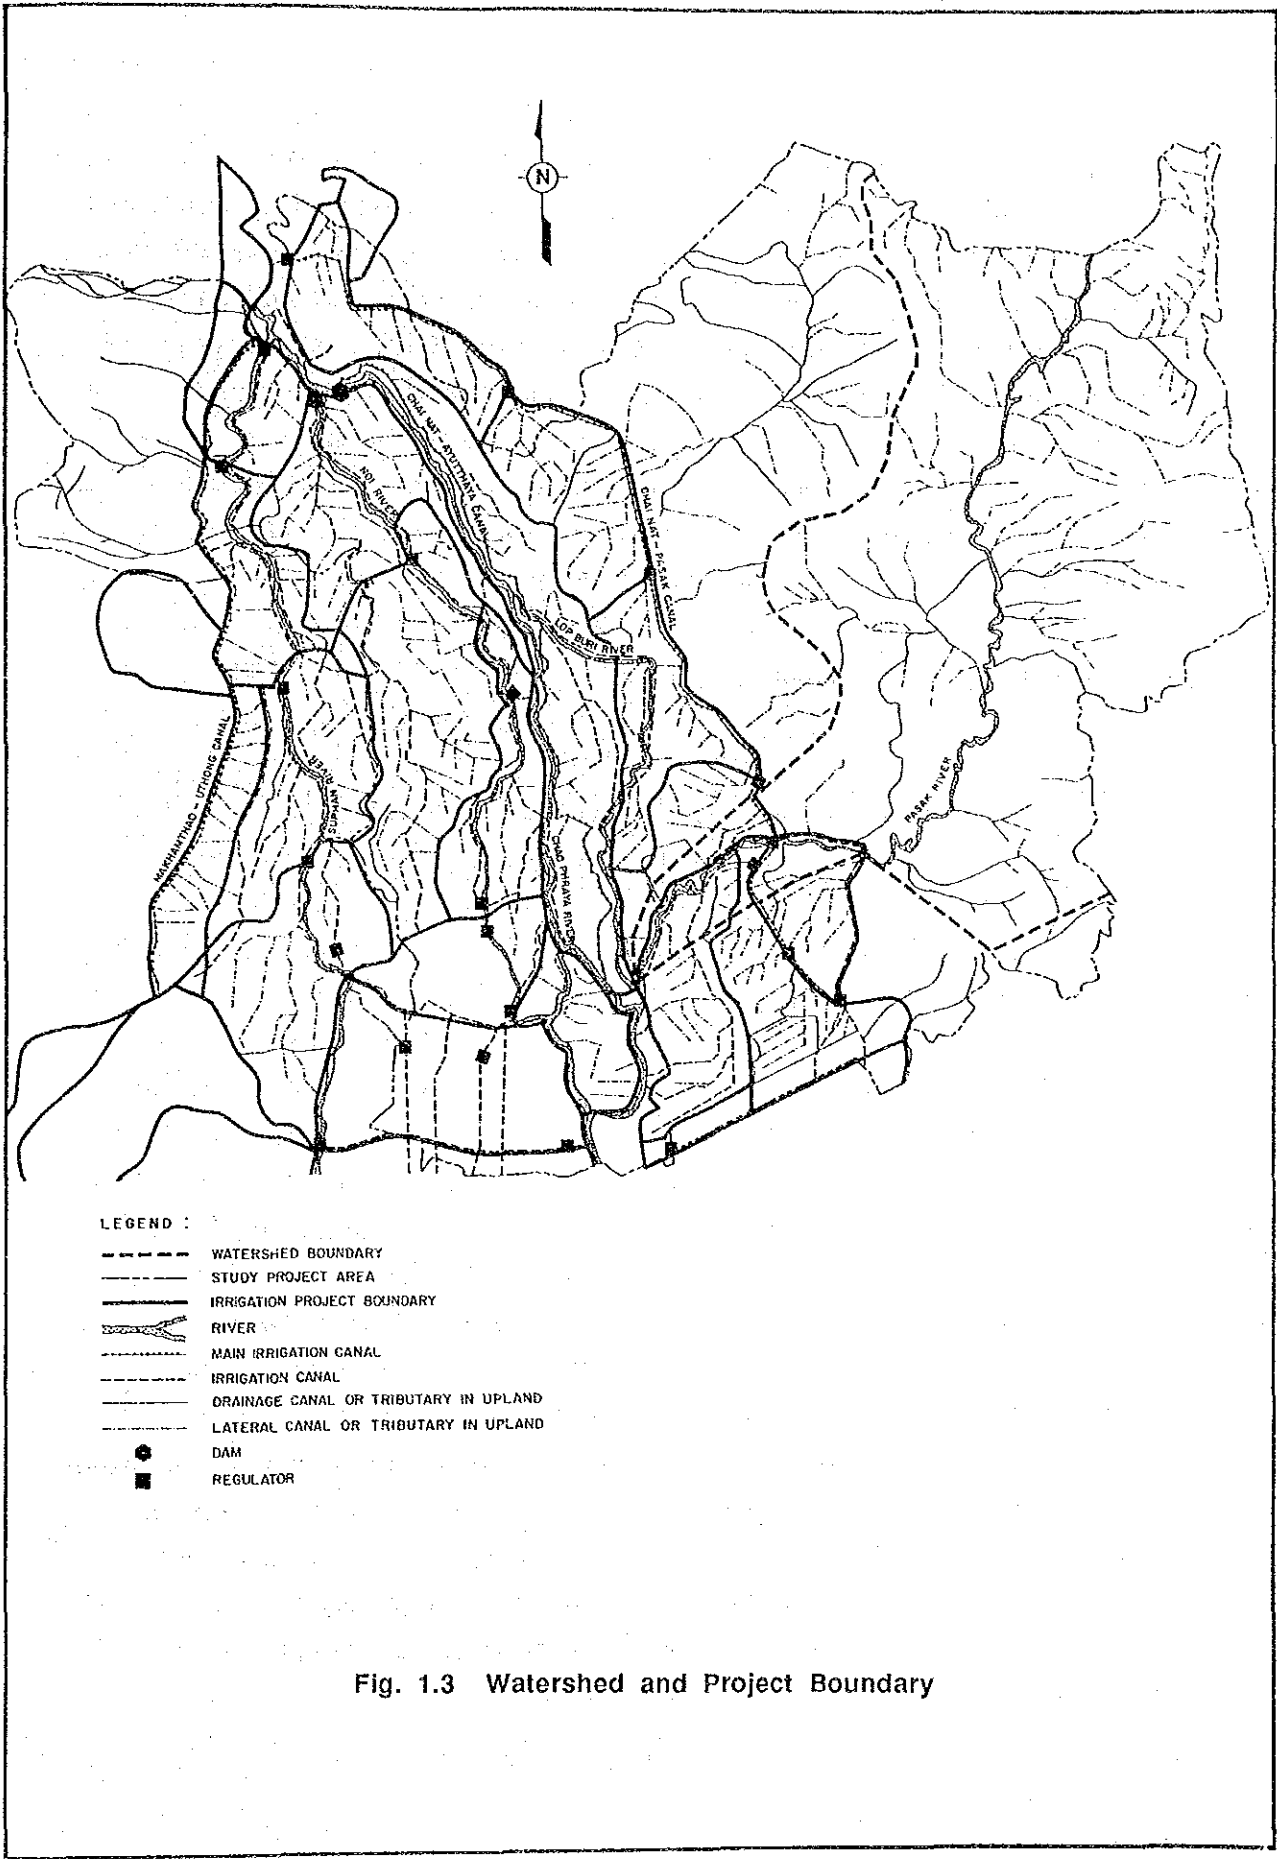 N
CHAI NAT - AYUTTHAYA CANAL
NOI RIVER
CHAI NAT - PASAK CANAL
LOP BURI RIVER
MAKHAMTHAO - UTHONG CANAL
SUPHAN RIVER
PASAK RIVER
CHAO PHRAYA RIVER
LEGEND :
WATERSHED BOUNDARY
STUDY PROJECT AREA
IRRIGATION PROJECT BOUNDARY
RIVER
MAIN IRRIGATION CANAL
IRRIGATION CANAL
DRAINAGE CANAL OR TRIBUTARY IN UPLAND
LATERAL CANAL OR TRIBUTARY IN UPLAND
DAM
REGULATOR
Fig. 1.3 Watershed and Project Boundary